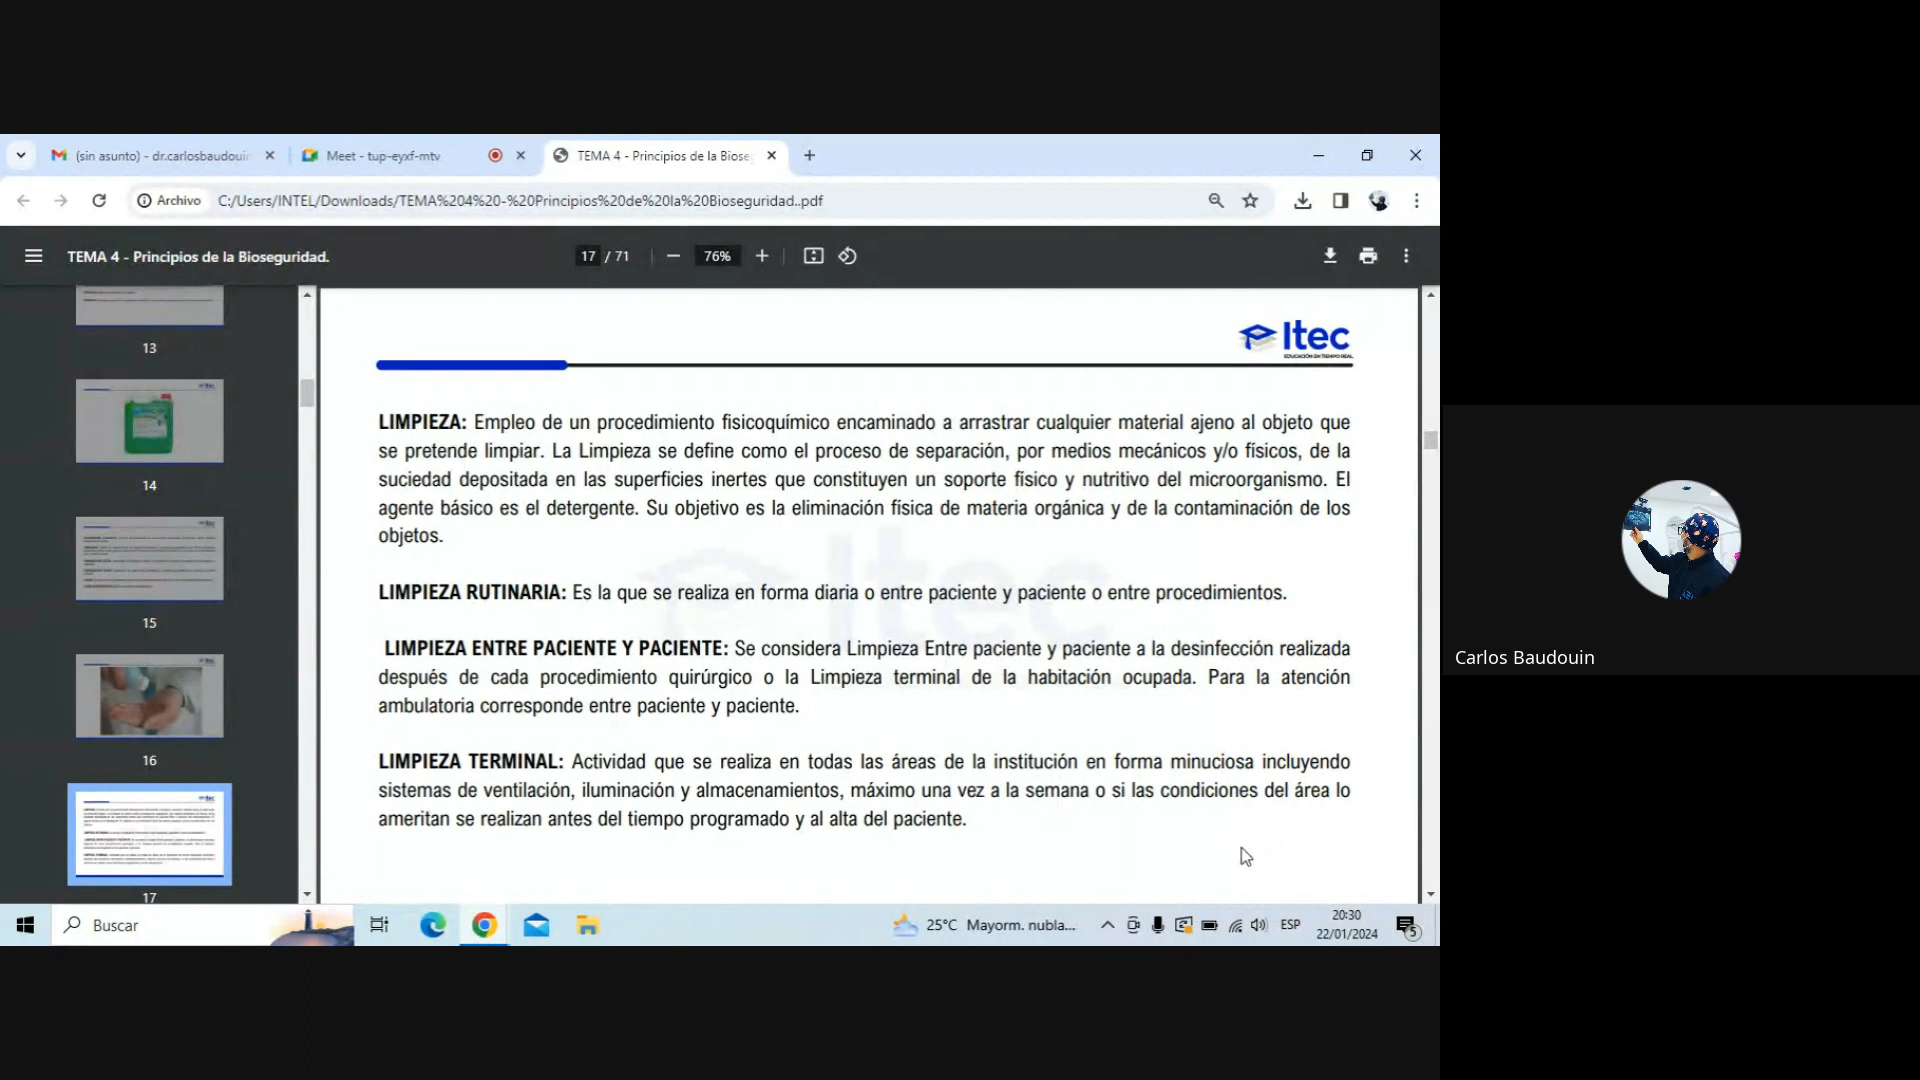 (sin asunto) - dr.carlosbaudouin
Meet - tup-eyxf-mtv
TEMA 4 - Principios de la Biose
Archivo
C:/Users/INTEL/Downloads/TEMA%204%20-%20Principios%20de%20la%20Bioseguridad..pdf
TEMA 4 - Principios de la Bioseguridad.
17 / 71
76%
13
14
15
16
17
Itec
EDUCACIÓN EN TIEMPO REAL
LIMPIEZA: Empleo de un procedimiento fisicoquímico encaminado a arrastrar cualquier material ajeno al objeto que
se pretende limpiar. La Limpieza se define como el proceso de separación, por medios mecánicos y/o físicos, de la
suciedad depositada en las superficies inertes que constituyen un soporte físico y nutritivo del microorganismo. El
agente básico es el detergente. Su objetivo es la eliminación física de materia orgánica y de la contaminación de los
objetos.
LIMPIEZA RUTINARIA: Es la que se realiza en forma diaria o entre paciente y paciente o entre procedimientos.
LIMPIEZA ENTRE PACIENTE Y PACIENTE: Se considera Limpieza Entre paciente y paciente a la desinfección realizada
después de cada procedimiento quirúrgico o la Limpieza terminal de la habitación ocupada. Para la atención
ambulatoria corresponde entre paciente y paciente.
LIMPIEZA TERMINAL: Actividad que se realiza en todas las áreas de la institución en forma minuciosa incluyendo
sistemas de ventilación, iluminación y almacenamientos, máximo una vez a la semana o si las condiciones del área lo
ameritan se realizan antes del tiempo programado y al alta del paciente.
Itec
Carlos Baudouin
Buscar
25°C Mayorm. nubla...
ESP
20:30
22/01/2024
5